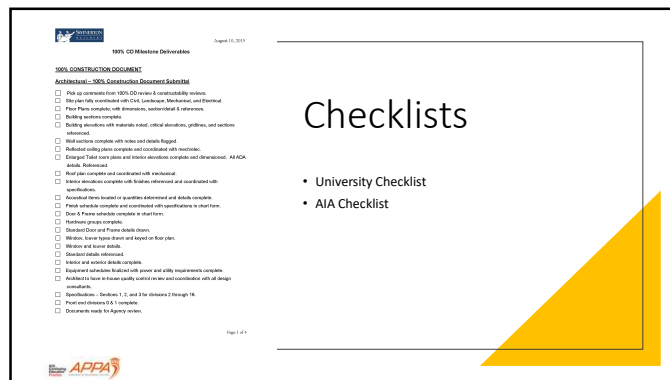 SWINERTON
BUILDERS
August 10, 2015
100% CD Milestone Deliverables
100% CONSTRUCTION DOCUMENT
Architectural – 100% Construction Document Submittal
Pick up comments from 100% DD review & constructability reviews.
Site plan fully coordinated with Civil, Landscape, Mechanical, and Electrical.
Floor Plans complete; with dimensions, section/detail & references.
Building sections complete.
Building elevations with materials noted, critical elevations, gridlines, and sections
referenced.
Wall sections complete with notes and details flagged.
Reflected ceiling plans complete and coordinated with mech/elec.
Enlarged Toilet room plans and interior elevations complete and dimensioned. All ADA
details. Referenced.
Roof plan complete and coordinated with mechanical.
Interior elevations complete with finishes referenced and coordinated with
specifications.
Acoustical items located or quantities determined and details complete.
Finish schedule complete and coordinated with specifications in chart form.
Door & Frame schedule complete in chart form.
Hardware groups complete.
Standard Door and Frame details drawn.
Window, louver types drawn and keyed on floor plan.
Window and louver details.
Standard details referenced.
Interior and exterior details complete.
Equipment schedules finalized with power and utility requirements complete.
Architect to have in-house quality control review and coordination with all design
consultants.
Specifications – Sections 1, 2, and 3 for divisions 2 through 16.
Front end divisions 0 & 1 complete.
Documents ready for Agency review.
Page 1 of 4
Checklists
• University Checklist
• AIA Checklist
AIA
Continuing
Education
Provider
APPA